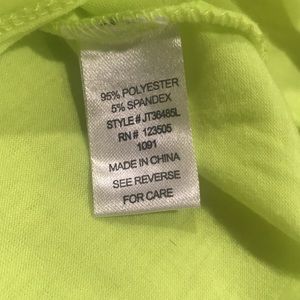 95% POLYESTER
5% SPANDEX
STYLE # JT36485L
RN # 123505
1091
MADE IN CHINA
SEE REVERSE
FOR CARE